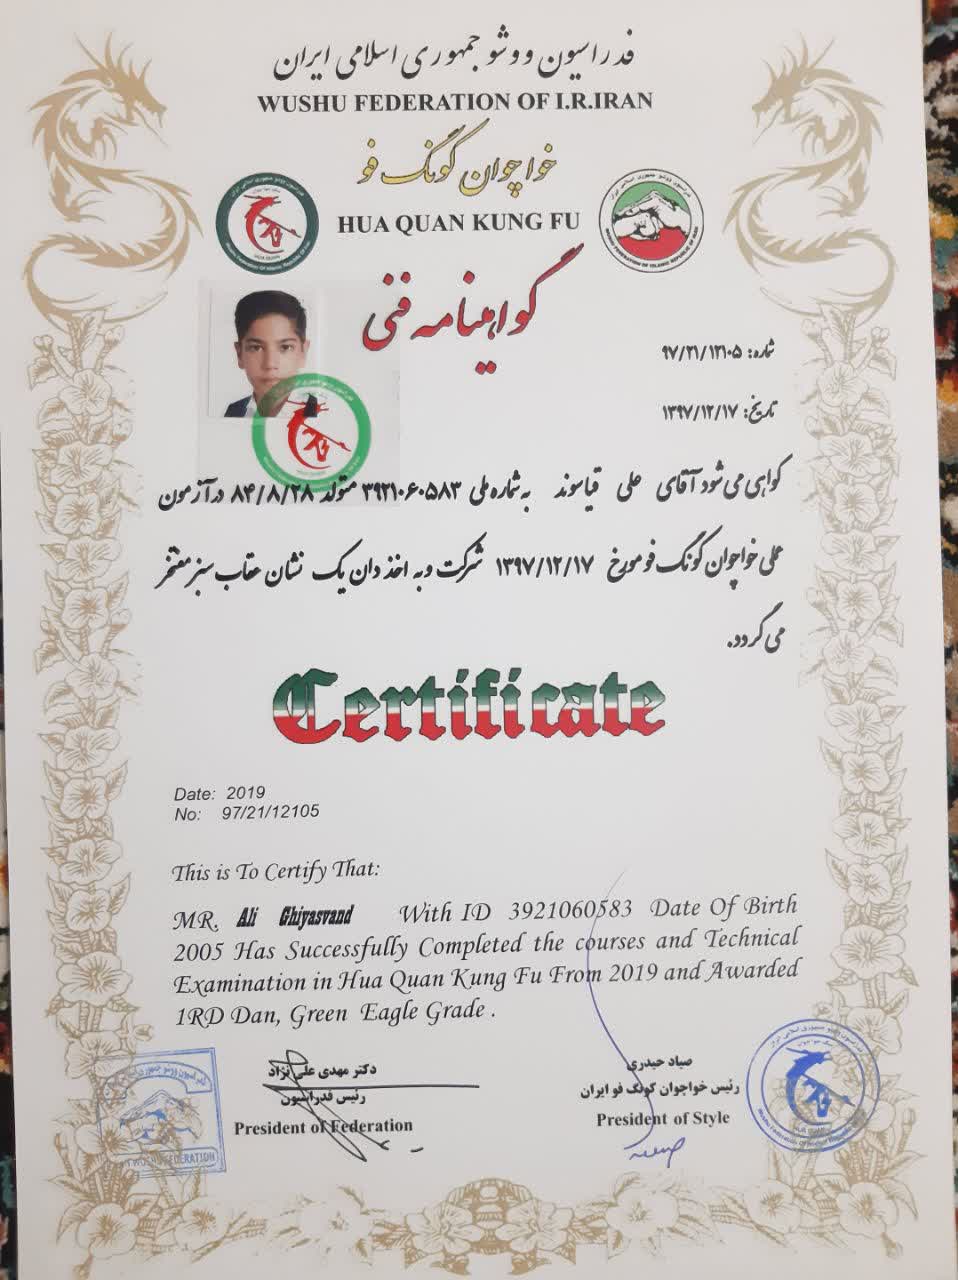 فدراسیون ووشو جمهوری اسلامی ایران
WUSHU FEDERATION OF I.R.IRAN
خواچوان کونگ فو
HUA QUAN KUNG FU
گواهینامه فنی
شماره: ۹۷/۲۱/۱۲۱۰۵
تاریخ: ۱۳۹۷/۱۲/۱۷
گواهی می شود آقای علی قیاسوند به شماره ملی ۳۹۲۱۰۶۰۵۸۳ متولد ۸۴/۸/۲۸ در آزمون
عملی خواچوان کونگ فو مورخ ۱۳۹۷/۱۲/۱۷ شرکت و به اخذ دان یک نشان عقاب سبز مفتخر
می گردد.
Certificate
Date: 2019
No: 97/21/12105
This is To Certify That:
MR. Ali Ghiyasvand With ID 3921060583 Date Of Birth
2005 Has Successfully Completed the courses and Technical
Examination in Hua Quan Kung Fu From 2019 and Awarded
1RD Dan, Green Eagle Grade .
دکتر مهدی علی نژاد
رئیس فدراسیون
President of Federation
صیاد حیدری
رئیس خواچوان کونگ فو ایران
President of Style
WUSHU FEDERATION